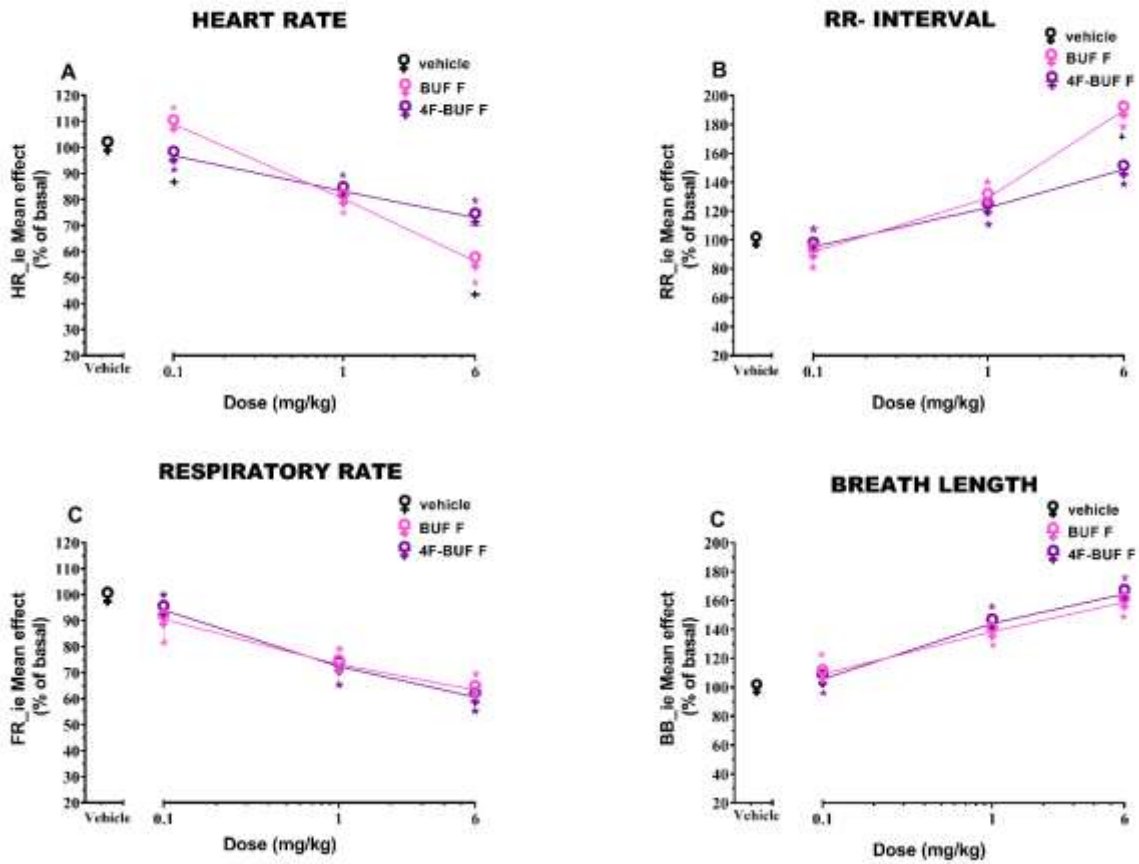 HEART RATE
A
vehicle
BUF F
4F-BUF F
HR_ie Mean effect
(% of basal)
120
110
100
90
80
70
60
50
40
30
20
Vehicle
0.1
1
6
Dose (mg/kg)
RR- INTERVAL
B
vehicle
BUF F
4F-BUF F
RR_ie Mean effect
(% of basal)
200
180
160
140
120
100
80
60
40
20
Vehicle
0.1
1
6
Dose (mg/kg)
RESPIRATORY RATE
C
vehicle
BUF F
4F-BUF F
FR_ie Mean effect
(% of basal)
120
110
100
90
80
70
60
50
40
30
20
Vehicle
0.1
1
6
Dose (mg/kg)
BREATH LENGTH
C
vehicle
BUF F
4F-BUF F
BB_ie Mean effect
(% of basal)
200
180
160
140
120
100
80
60
40
20
Vehicle
0.1
1
6
Dose (mg/kg)